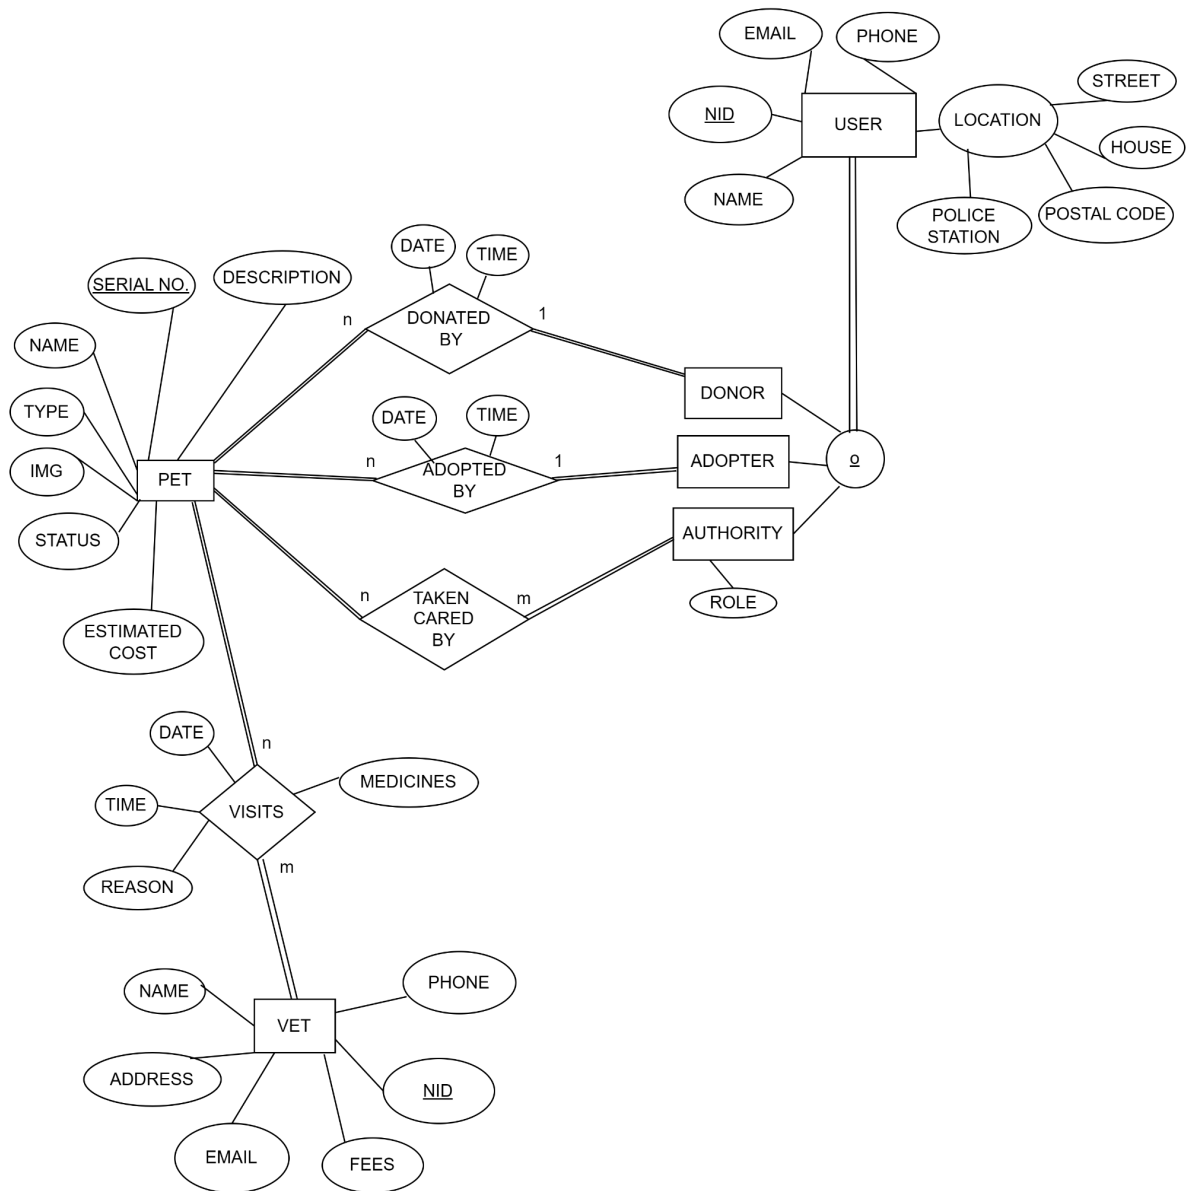 EMAIL
PHONE
NID
USER
LOCATION
STREET
HOUSE
NAME
POLICE
STATION
POSTAL CODE
DATE
TIME
SERIAL NO.
DESCRIPTION
n
DONATED
BY
1
NAME
DONOR
TYPE
DATE
TIME
IMG
PET
n
ADOPTED
BY
1
ADOPTER
o
STATUS
AUTHORITY
n
TAKEN
CARED
BY
m
ROLE
ESTIMATED
COST
DATE
n
MEDICINES
TIME
VISITS
m
REASON
NAME
PHONE
VET
ADDRESS
NID
EMAIL
FEES